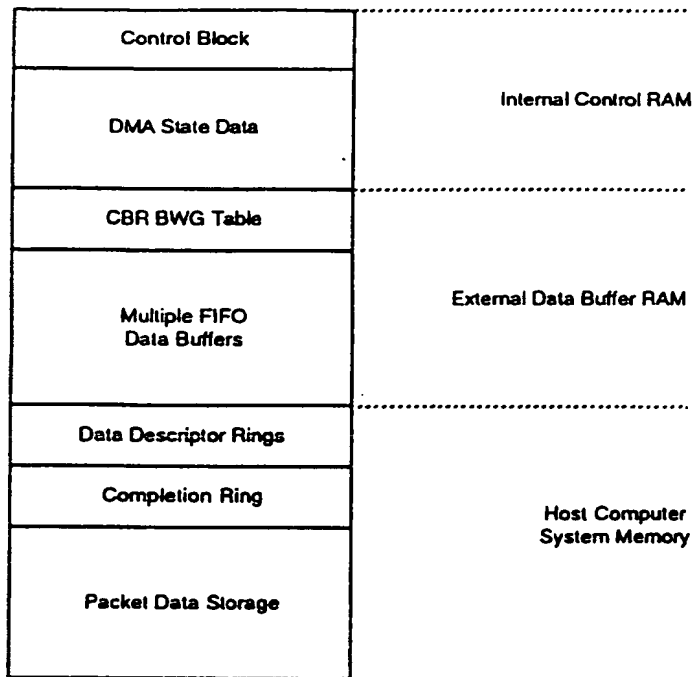 Control Block
Internal Control RAM
DMA State Data
CBR BWG Table
External Data Buffer RAM
Multiple FIFO
Data Buffers
Data Descriptor Rings
Completion Ring
Host Computer
System Memory
Packet Data Storage